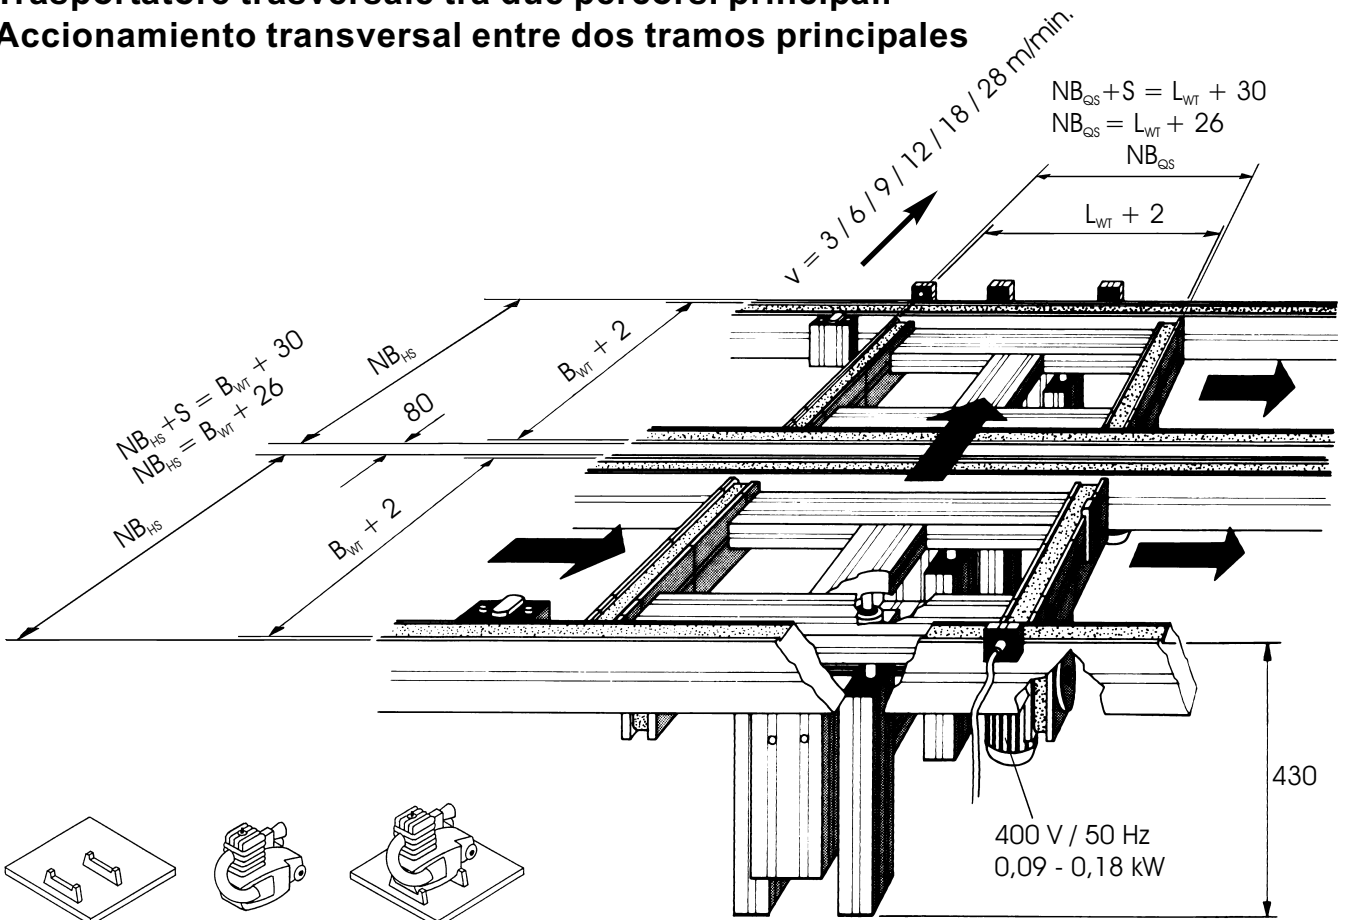 Trasportatore trasversale tra due percorsi principali
Accionamiento transversal entre dos tramos principales
v = 3 / 6 / 9 / 12 / 18 / 28 m/min.
NB_QS+S = L_WT + 30
NB_QS = L_WT + 26
NB_QS
L_WT + 2
NB_HS+S = B_WT + 30
NB_HS = B_WT + 26
NB_HS
B_WT + 2
80
NB_HS
B_WT + 2
430
400 V / 50 Hz
0,09 - 0,18 kW